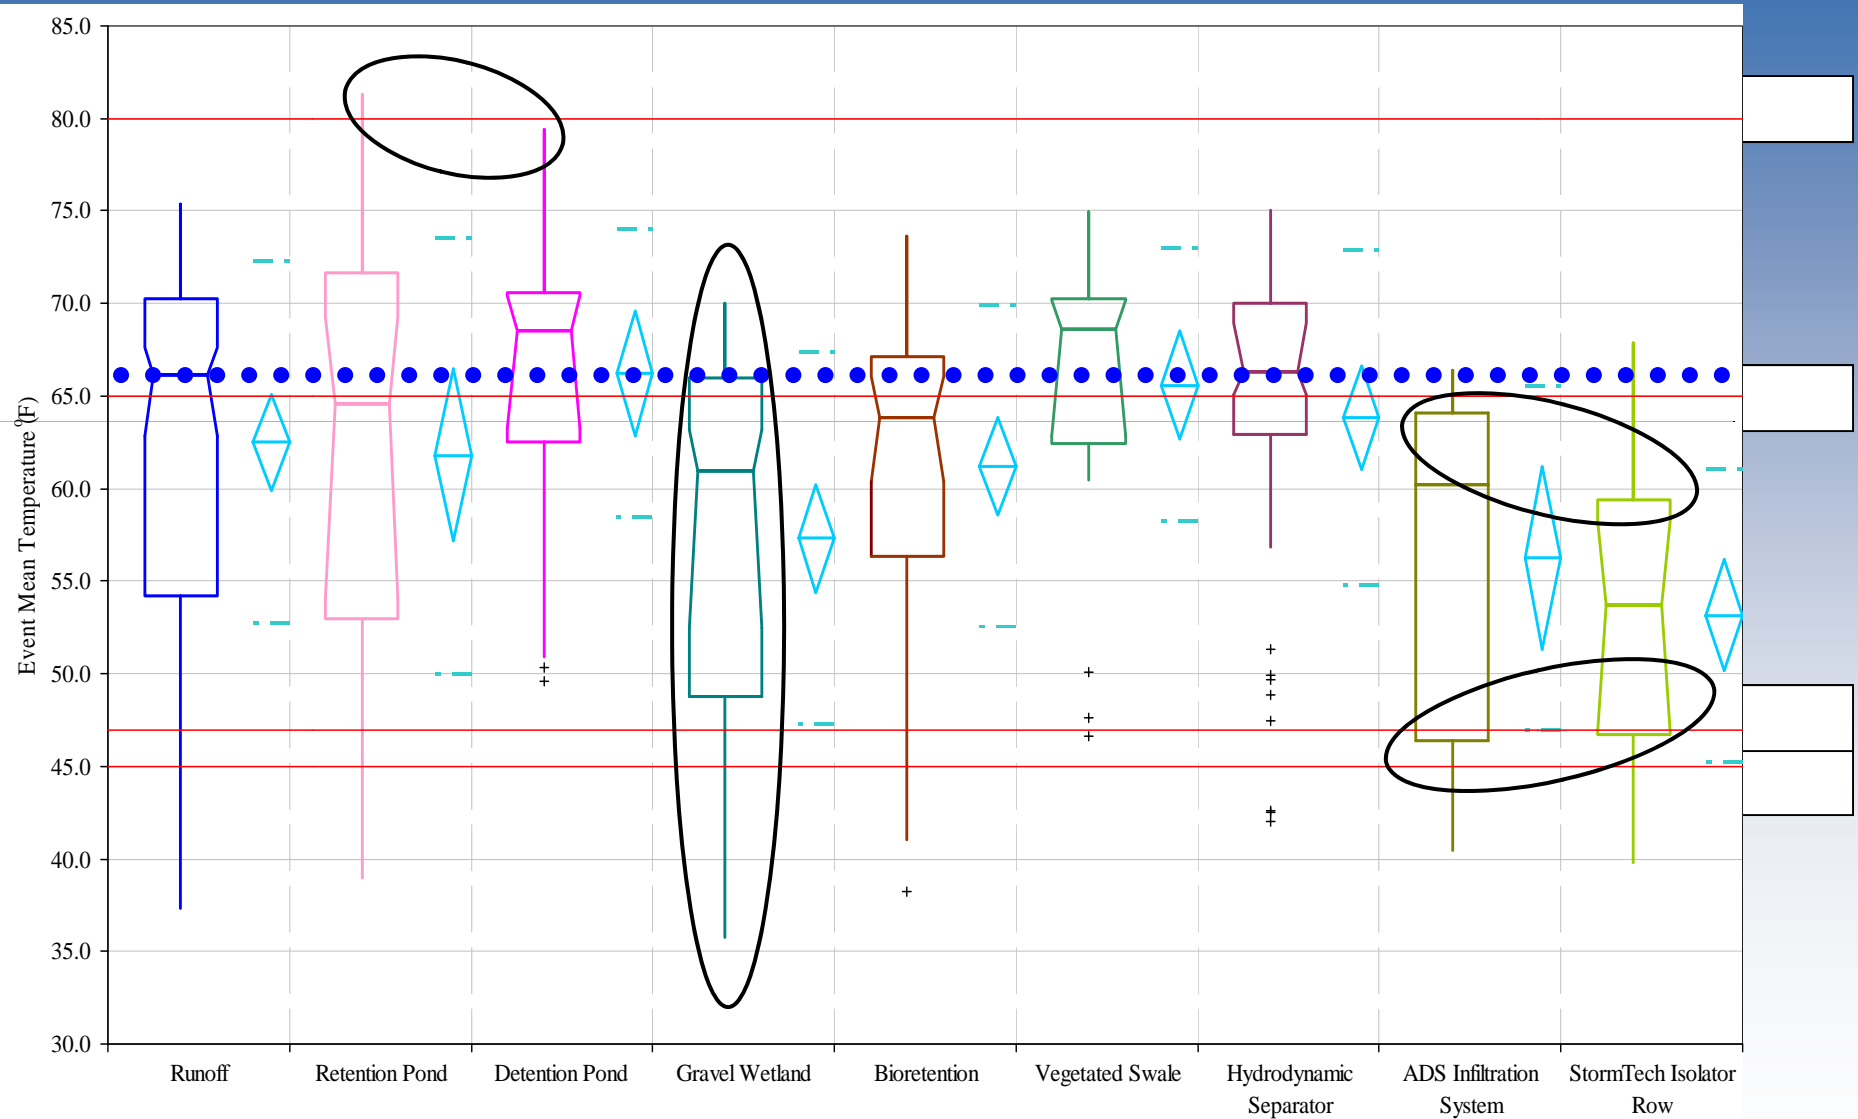 85.0
80.0
75.0
70.0
65.0
60.0
55.0
50.0
45.0
40.0
35.0
30.0
Event Mean Temperature (°F)
Runoff
Retention Pond
Detention Pond
Gravel Wetland
Bioretention
Vegetated Swale
Hydrodynamic
Separator
ADS Infiltration
System
StormTech Isolator
Row